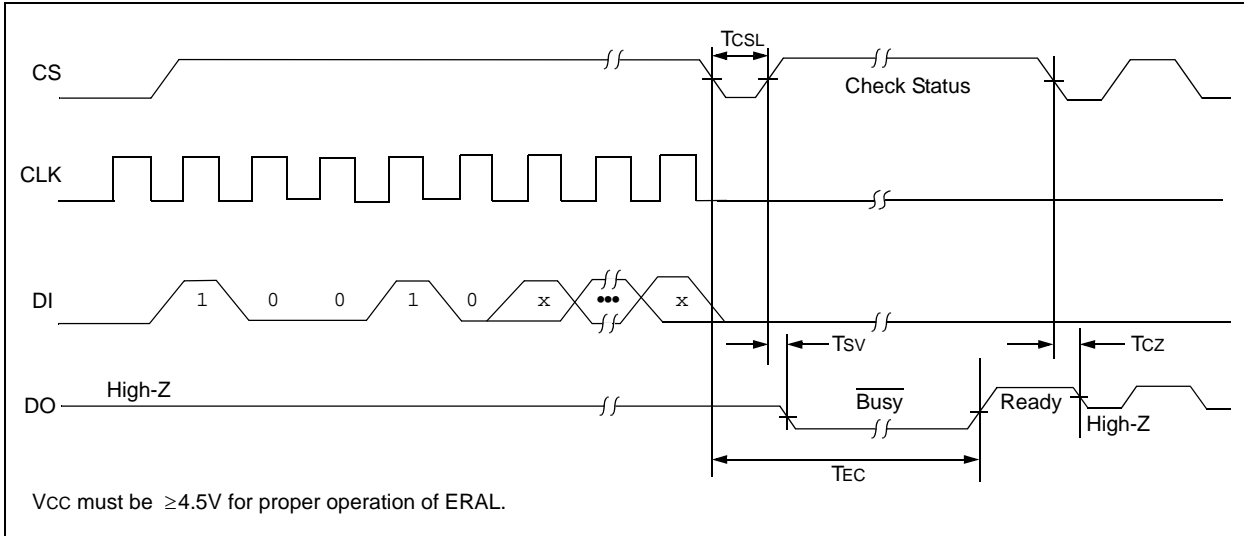 TCSL
CS
Check Status
CLK
DI
1 0 0 1 0 x ••• x
TSV
TCZ
High-Z
DO
Busy
Ready
High-Z
TEC
VCC must be ≥4.5V for proper operation of ERAL.